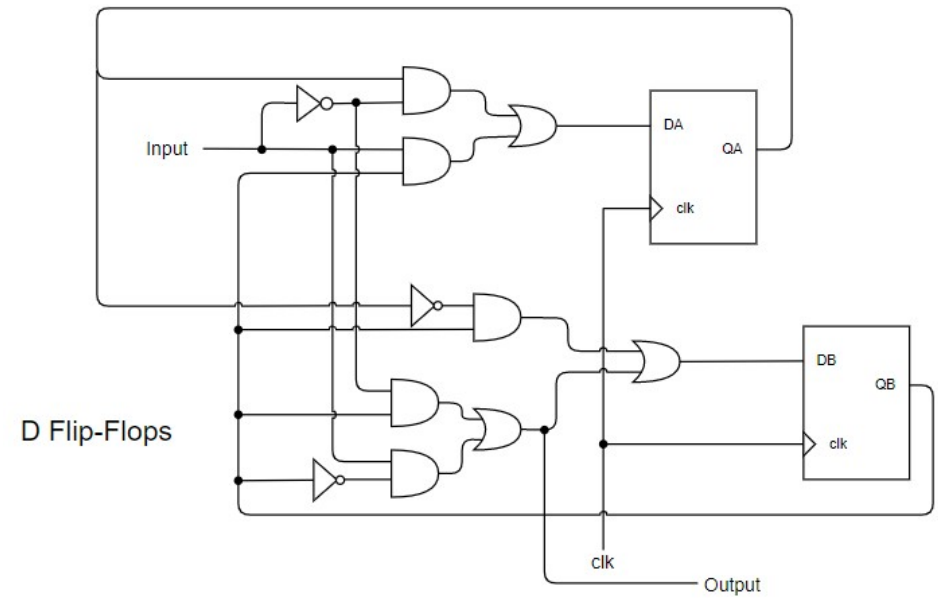 Input
DA
QA
clk
DB
QB
clk
D Flip-Flops
clk
Output